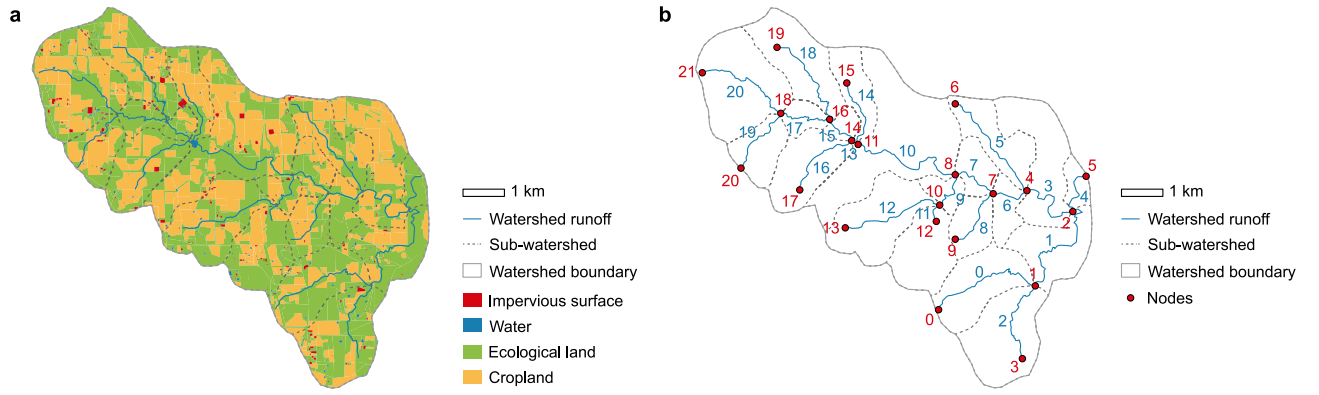 a
1 km
Watershed runoff
Sub-watershed
Watershed boundary
Impervious surface
Water
Ecological land
Cropland
b
19
18
15
21
20
14
6
18
16
17
15
14
11
19
13
10
5
20
16
17
8
7
7
4
3
5
4
10
9
6
2
12
11
13
12
8
9
1
0
1
0
2
3
1 km
Watershed runoff
Sub-watershed
Watershed boundary
Nodes